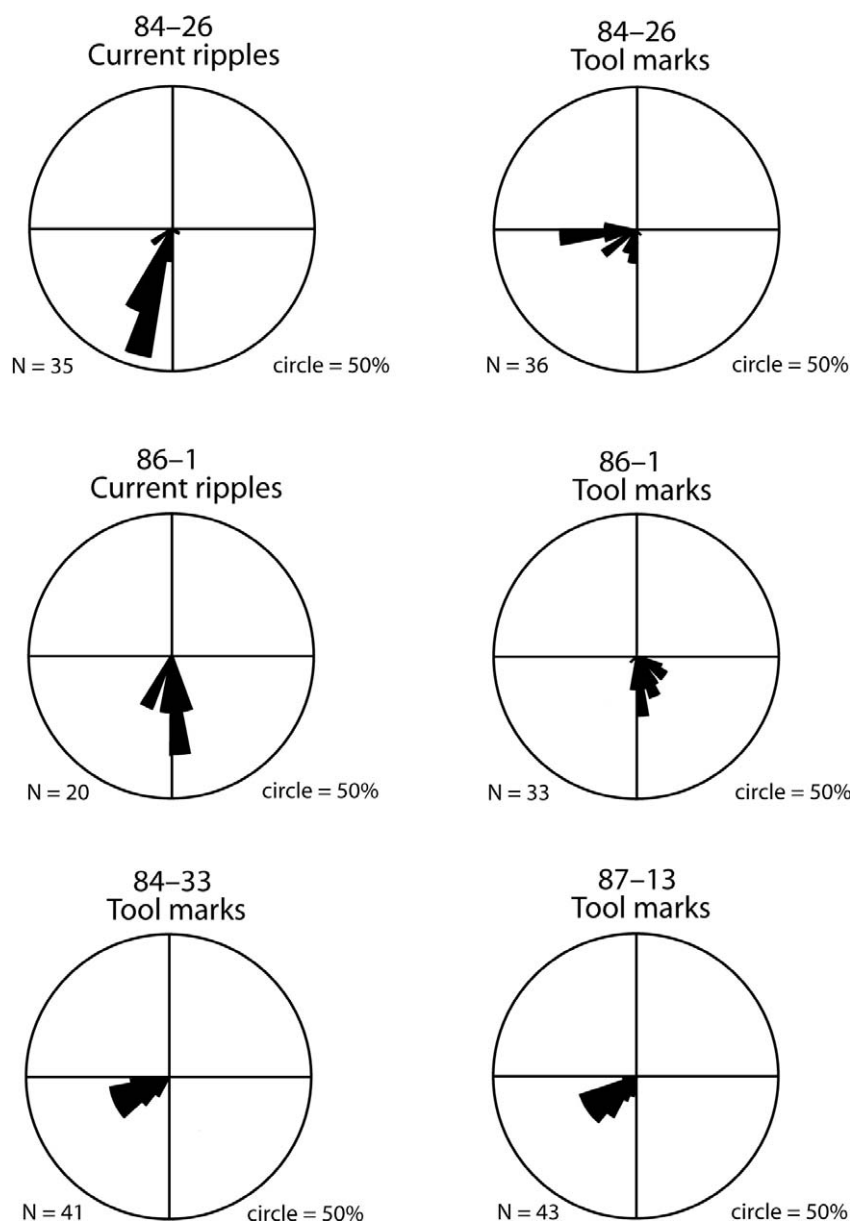 84–26
Current ripples
N = 35
circle = 50%
84–26
Tool marks
N = 36
circle = 50%
86–1
Current ripples
N = 20
circle = 50%
86–1
Tool marks
N = 33
circle = 50%
84–33
Tool marks
N = 41
circle = 50%
87–13
Tool marks
N = 43
circle = 50%